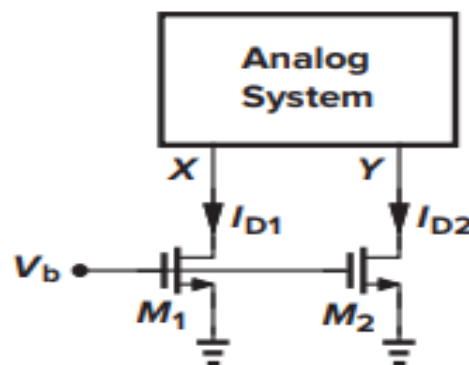 Analog
System
X Y
I_D1 I_D2
V_b
M_1 M_2